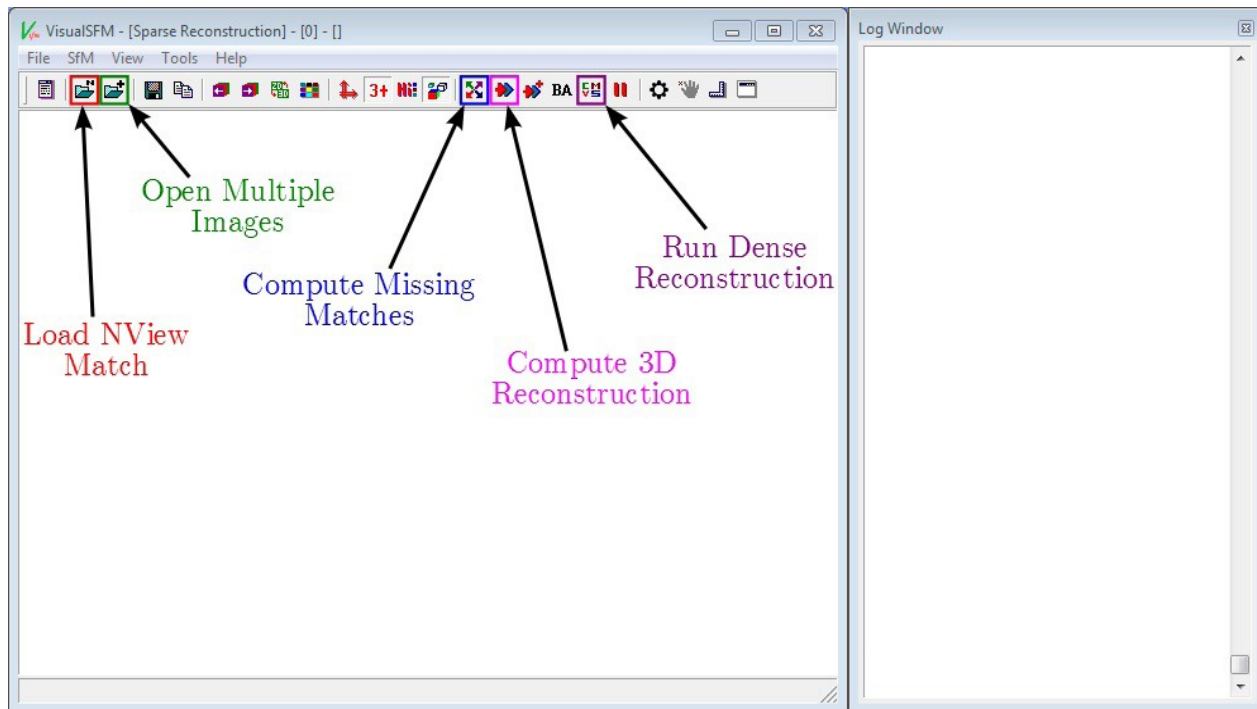 VisualSFM - [Sparse Reconstruction] - [0] - []
Log Window
File SfM View Tools Help
3+ BA
Open Multiple
Images
Run Dense
Reconstruction
Compute Missing
Matches
Load NView
Match
Compute 3D
Reconstruction